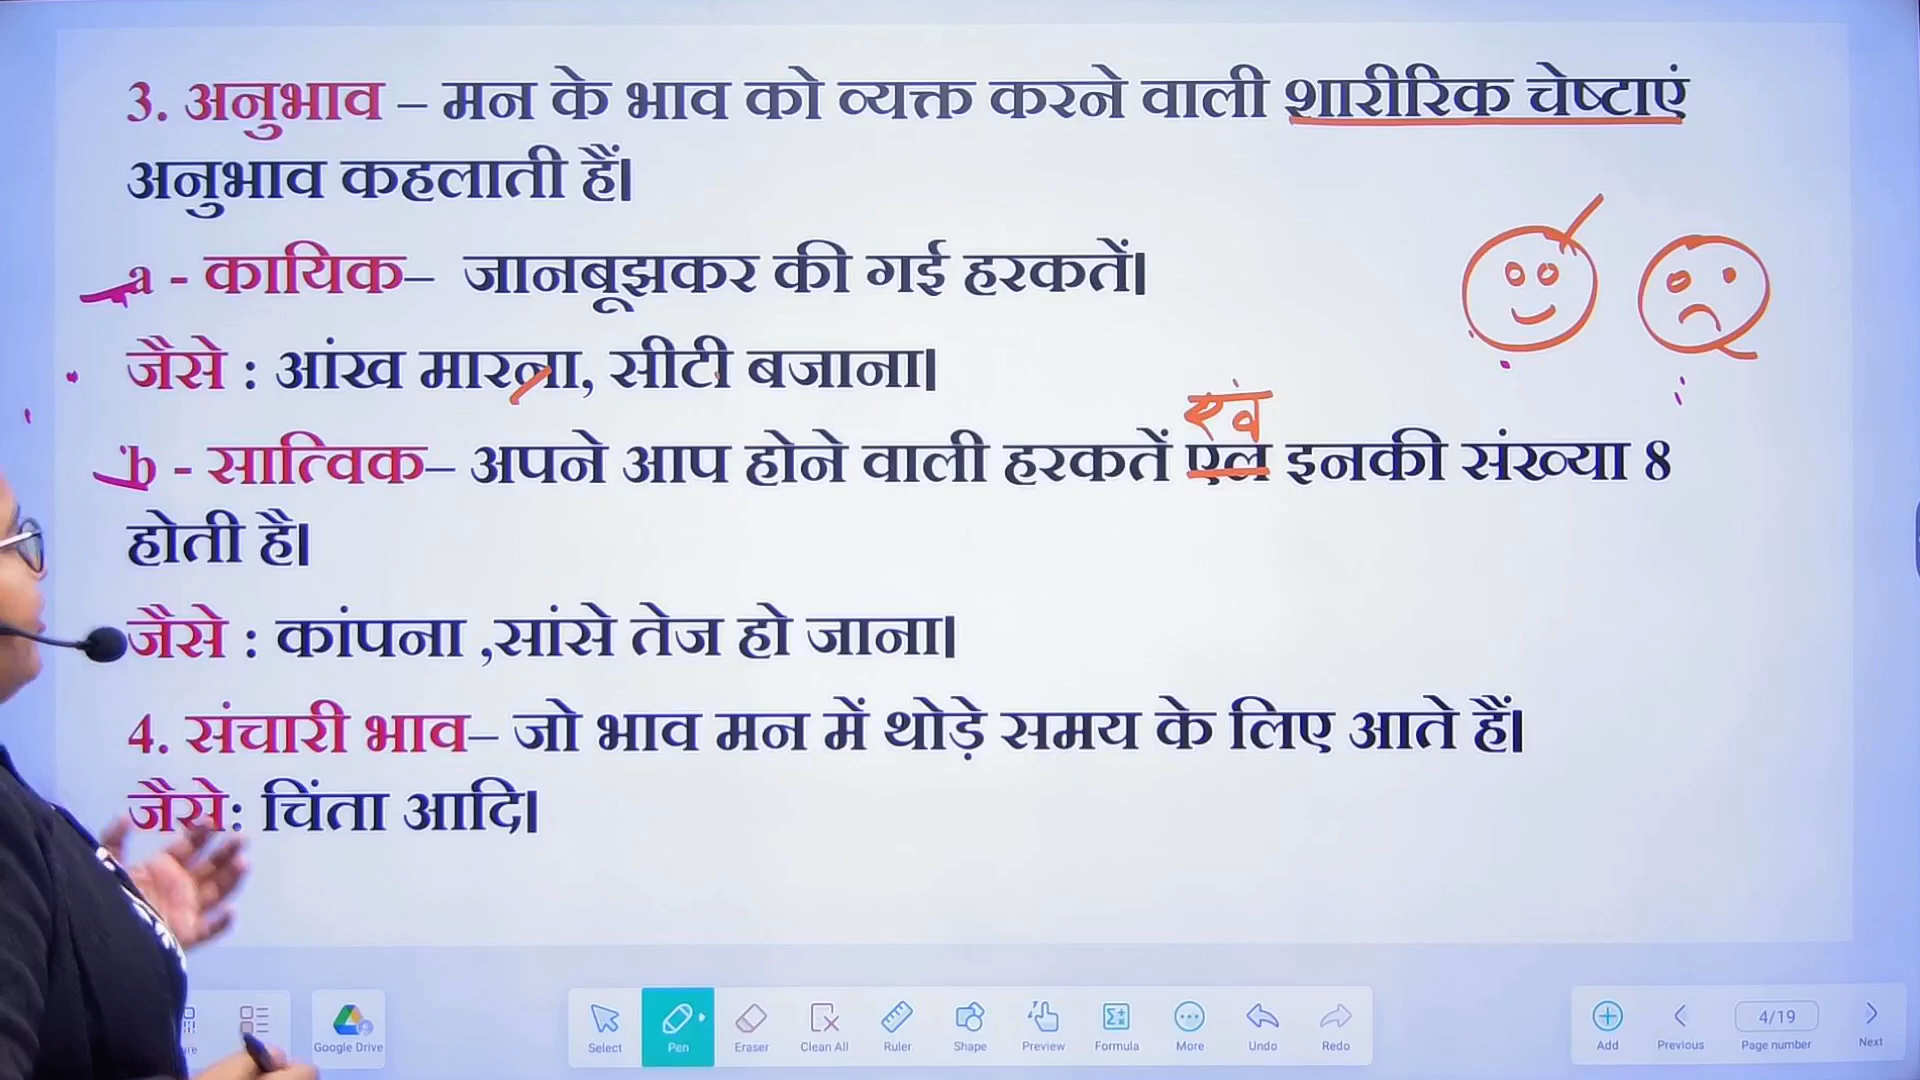 3. अनुभाव – मन के भाव को व्यक्त करने वाली शारीरिक चेष्टाएं
अनुभाव कहलाती हैं।
a - कायिक– जानबूझकर की गई हरकतें।
जैसे : आंख मारना, सीटी बजाना।
एवं
b - सात्विक– अपने आप होने वाली हरकतें एल इनकी संख्या 8
होती है।
जैसे : कांपना ,सांसे तेज हो जाना।
4. संचारी भाव– जो भाव मन में थोड़े समय के लिए आते हैं।
जैसे: चिंता आदि।
Google Drive
Select Pen Eraser Clean All Ruler Shape Preview Formula More Undo Redo
Add Previous 4/19 Page number Next